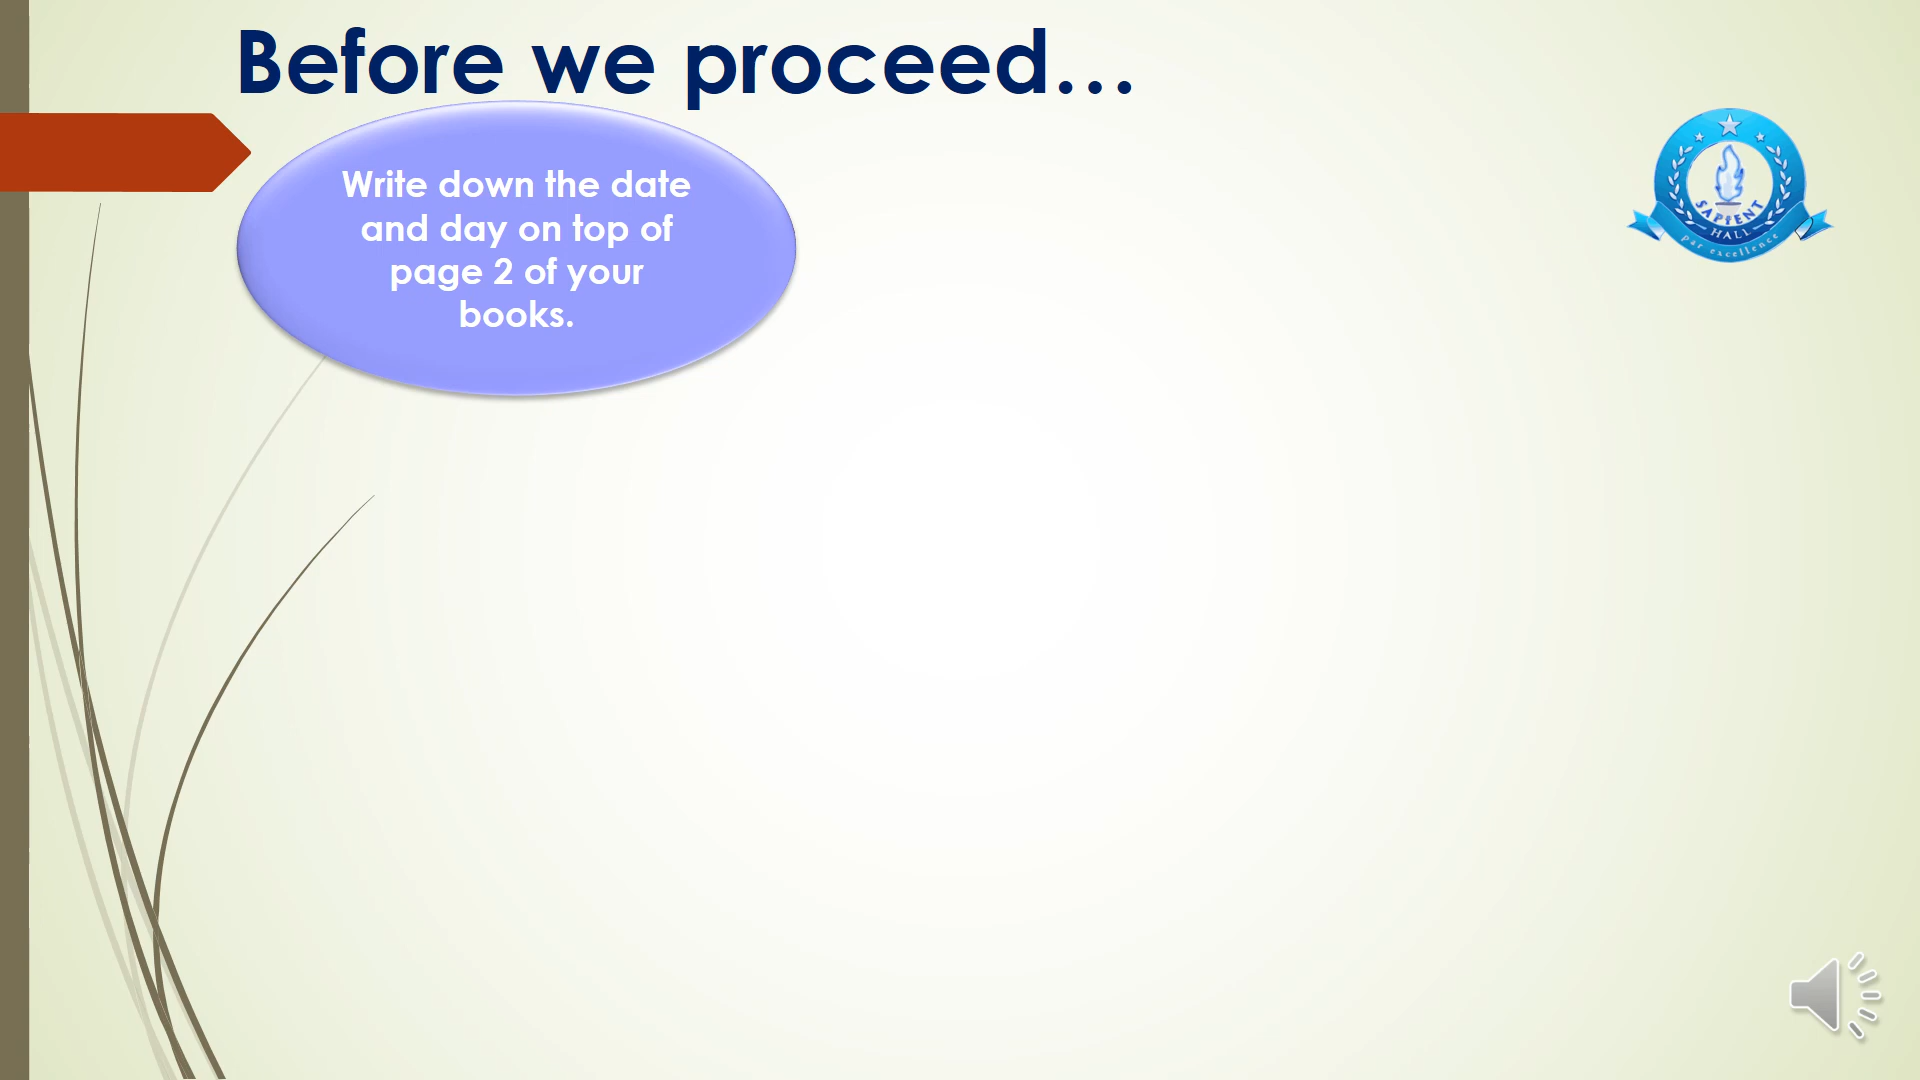 Before we proceed…
Write down the date
and day on top of
page 2 of your
books.
SAPIENT
HALL
par excellence